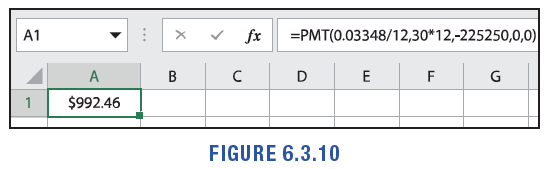 A1 fx =PMT(0.03348/12,30*12,-225250,0,0)
A B C D E F G
1 $992.46
FIGURE 6.3.10